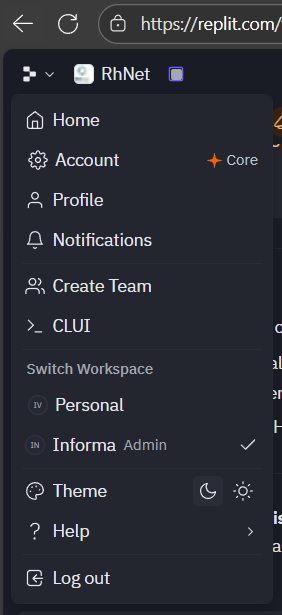 https://replit.com/
RhNet
Home
Account Core
Profile
Notifications
Create Team
CLUI
Switch Workspace
IV Personal
IN Informa Admin
Theme
Help
Log out